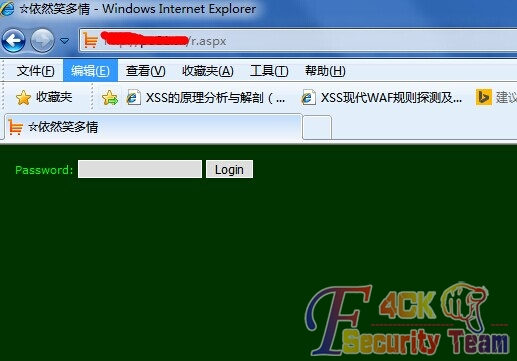 ☆依然笑多情 - Windows Internet Explorer
/r.aspx
文件(F) 编辑(E) 查看(V) 收藏夹(A) 工具(T) 帮助(H)
收藏夹 XSS的原理分析与解剖（... XSS现代WAF规则探测及... 建议
☆依然笑多情
Password: Login
F4CK
Security Team